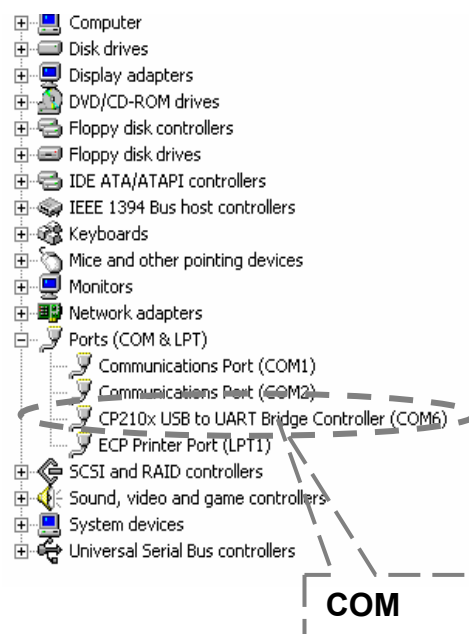 Computer
Disk drives
Display adapters
DVD/CD-ROM drives
Floppy disk controllers
Floppy disk drives
IDE ATA/ATAPI controllers
IEEE 1394 Bus host controllers
Keyboards
Mice and other pointing devices
Monitors
Network adapters
Ports (COM & LPT)
Communications Port (COM1)
Communications Port (COM2)
CP210x USB to UART Bridge Controller (COM6)
ECP Printer Port (LPT1)
SCSI and RAID controllers
Sound, video and game controllers
System devices
Universal Serial Bus controllers
COM